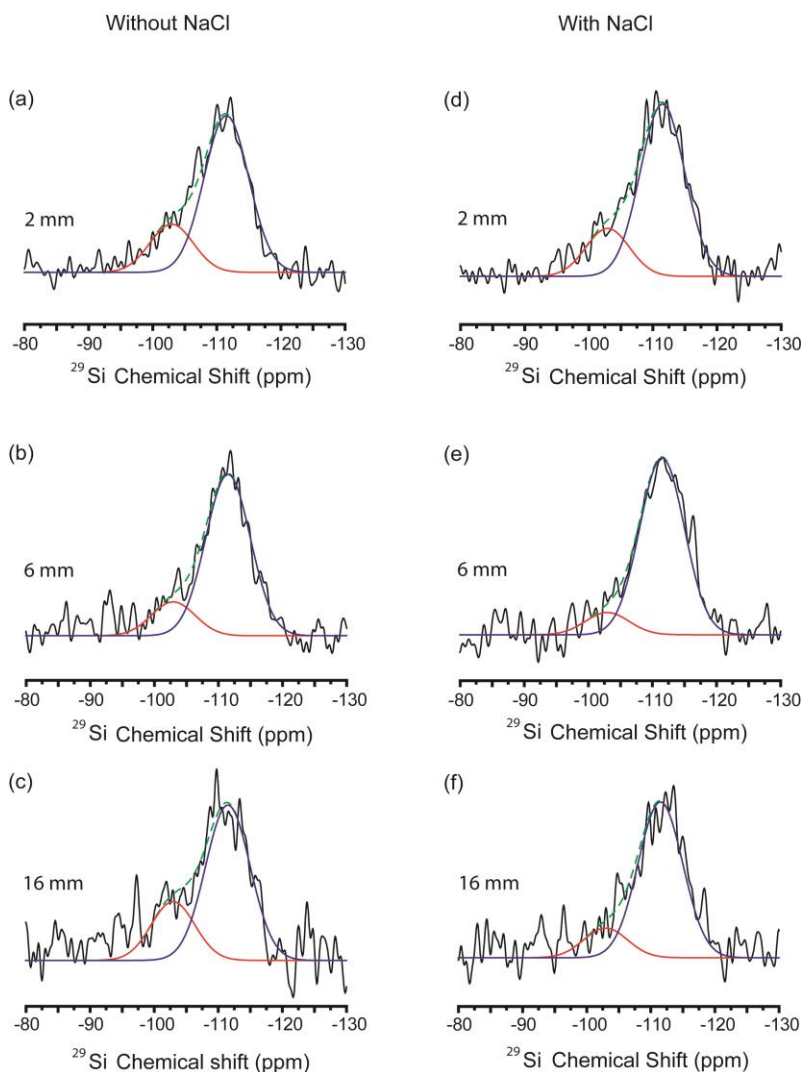 Without NaCl
With NaCl
(a)
2 mm
-80 -90 -100 -110 -120 -130
²⁹Si Chemical Shift (ppm)
(d)
2 mm
-80 -90 -100 -110 -120 -130
²⁹Si Chemical Shift (ppm)
(b)
6 mm
-80 -90 -100 -110 -120 -130
²⁹Si Chemical Shift (ppm)
(e)
6 mm
-80 -90 -100 -110 -120 -130
²⁹Si Chemical Shift (ppm)
(c)
16 mm
-80 -90 -100 -110 -120 -130
²⁹Si Chemical shift (ppm)
(f)
16 mm
-80 -90 -100 -110 -120 -130
²⁹Si Chemical Shift (ppm)